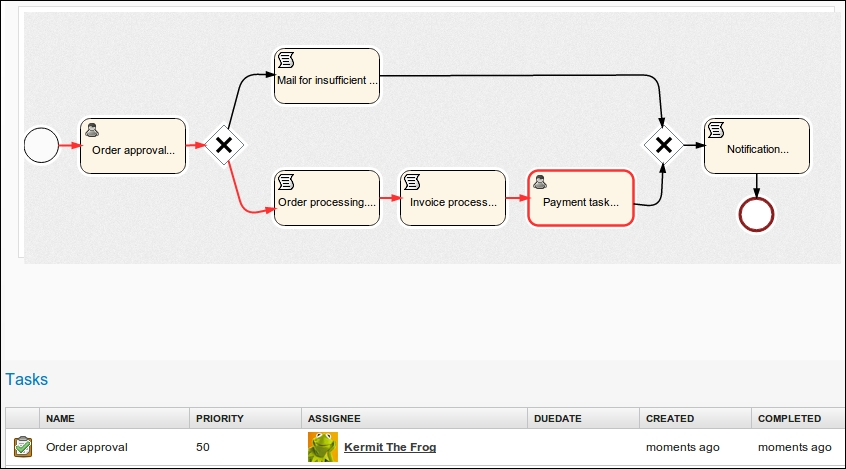 Mail for insufficient ...
Order approval...
Notification...
Order processing....
Invoice process...
Payment task...
Tasks
NAME PRIORITY ASSIGNEE DUEDATE CREATED COMPLETED
Order approval 50 Kermit The Frog moments ago moments ago